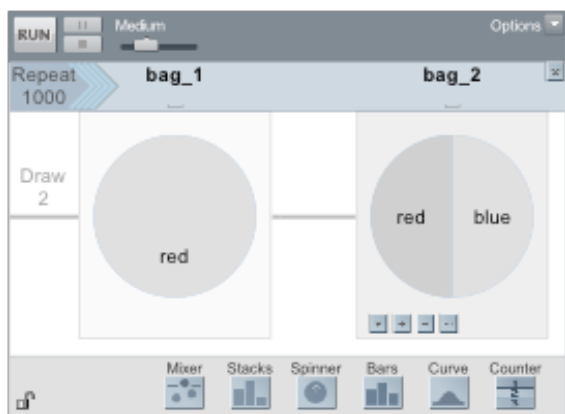 RUN Medium Options
Repeat bag_1 bag_2
1000
Draw
2
red blue
red
Mixer Stacks Spinner Bars Curve Counter